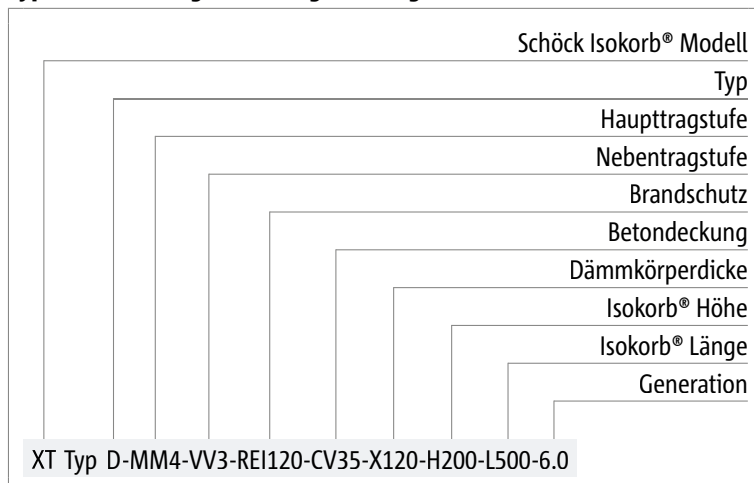 Schöck Isokorb® Modell
Typ
Haupttragstufe
Nebentragstufe
Brandschutz
Betondeckung
Dämmkörperdicke
Isokorb® Höhe
Isokorb® Länge
Generation
XT Typ D-MM4-VV3-REI120-CV35-X120-H200-L500-6.0